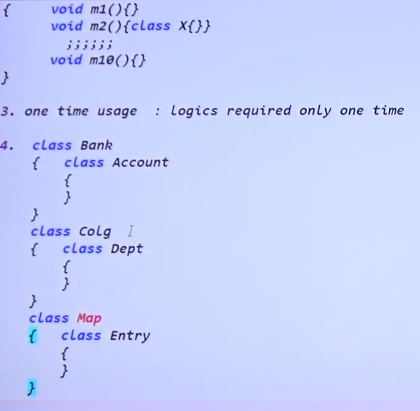 { void m1(){}
void m2(){class X{}}
;;;;;;
void m10(){}
}
3. one time usage : logics required only one time
4. class Bank
{ class Account
{
}
}
class Colg
{ class Dept
{
}
}
class Map
{ class Entry
{
}
}